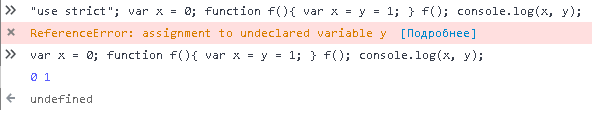 "use strict"; var x = 0; function f(){ var x = y = 1; } f(); console.log(x, y);
ReferenceError: assignment to undeclared variable y [Подробнее]
var x = 0; function f(){ var x = y = 1; } f(); console.log(x, y);
0 1
undefined